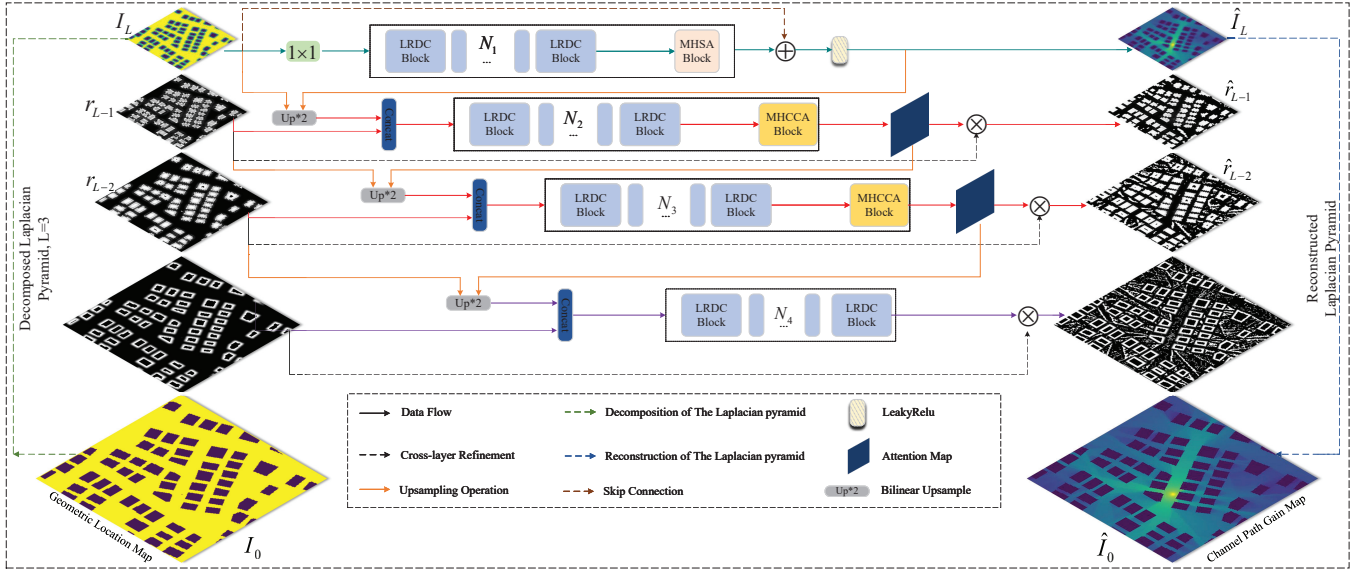 I_L
1×1
LRDC Block
N_1
...
LRDC Block
MHSA Block
Î_L
r_{L-1}
Up*2
Concat
LRDC Block
N_2
...
LRDC Block
MHCCA Block
r̂_{L-1}
r_{L-2}
Up*2
Concat
LRDC Block
N_3
...
LRDC Block
MHCCA Block
r̂_{L-2}
Decomposed Laplacian
Pyramid, L=3
Up*2
Concat
LRDC Block
N_4
...
LRDC Block
Reconstructed
Laplacian Pyramid
Data Flow
Decomposition of The Laplacian pyramid
LeakyRelu
Cross-layer Refinement
Reconstruction of The Laplacian pyramid
Attention Map
Upsampling Operation
Skip Connection
Up*2
Bilinear Upsample
Geometric Location Map
I_0
Î_0
Channel Path Gain Map